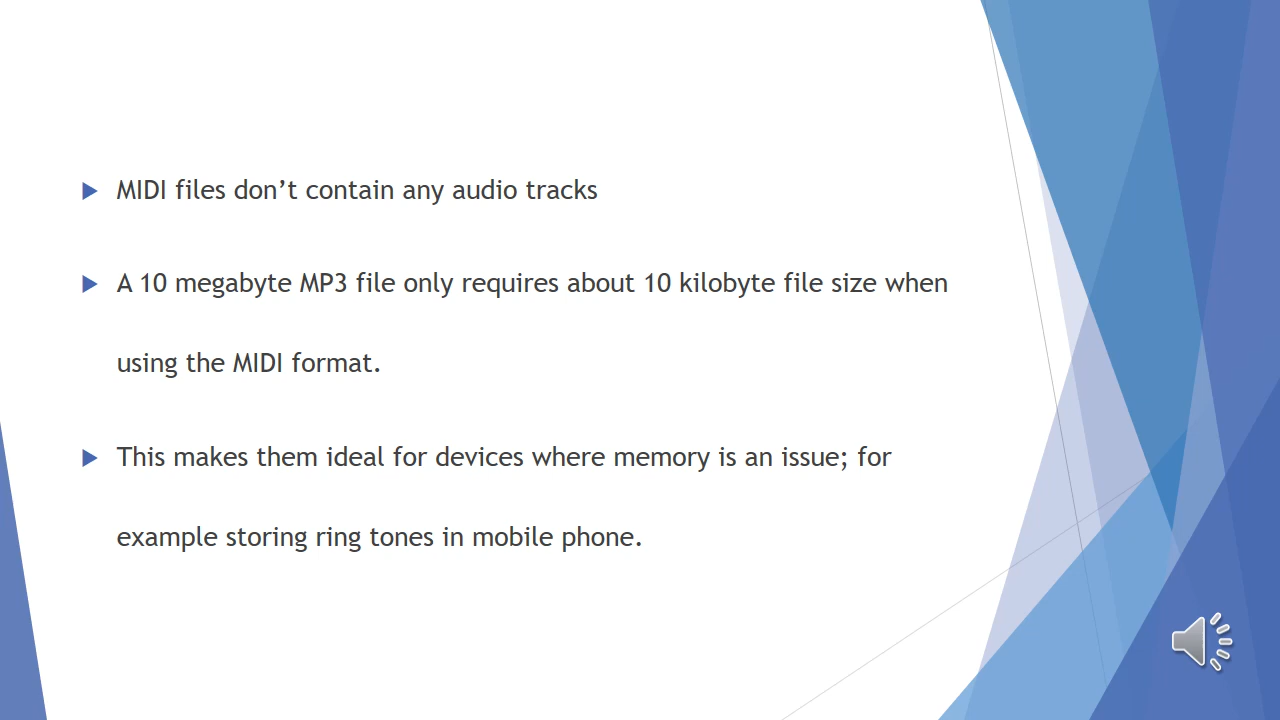 MIDI files don’t contain any audio tracks
A 10 megabyte MP3 file only requires about 10 kilobyte file size when
using the MIDI format.
This makes them ideal for devices where memory is an issue; for
example storing ring tones in mobile phone.